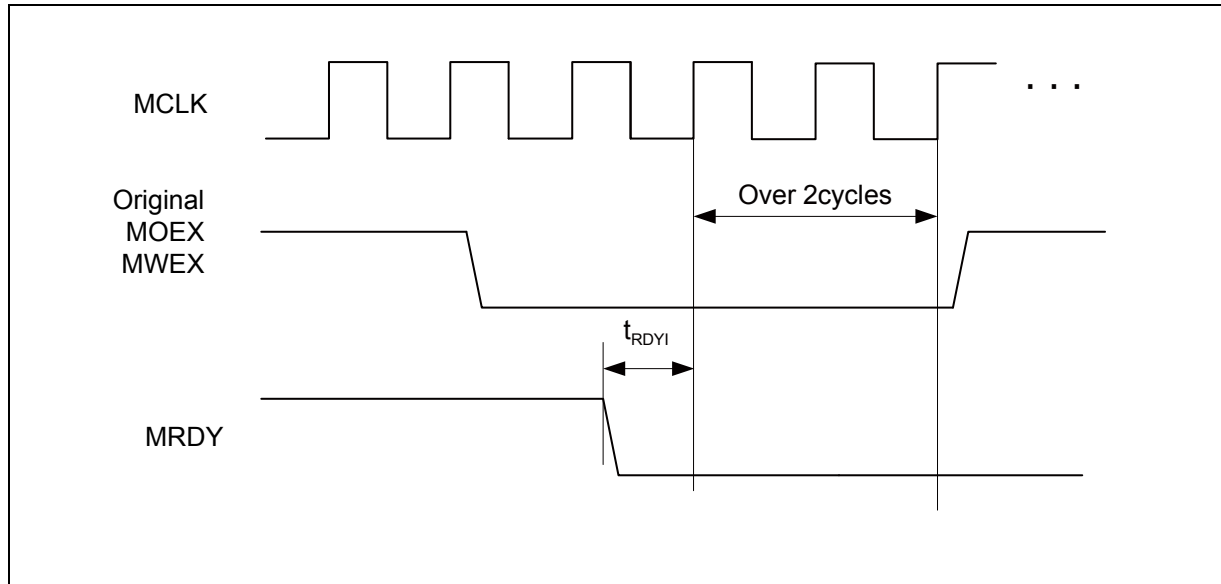 MCLK
. . .
Original
MOEX
MWEX
Over 2cycles
tRDYI
MRDY